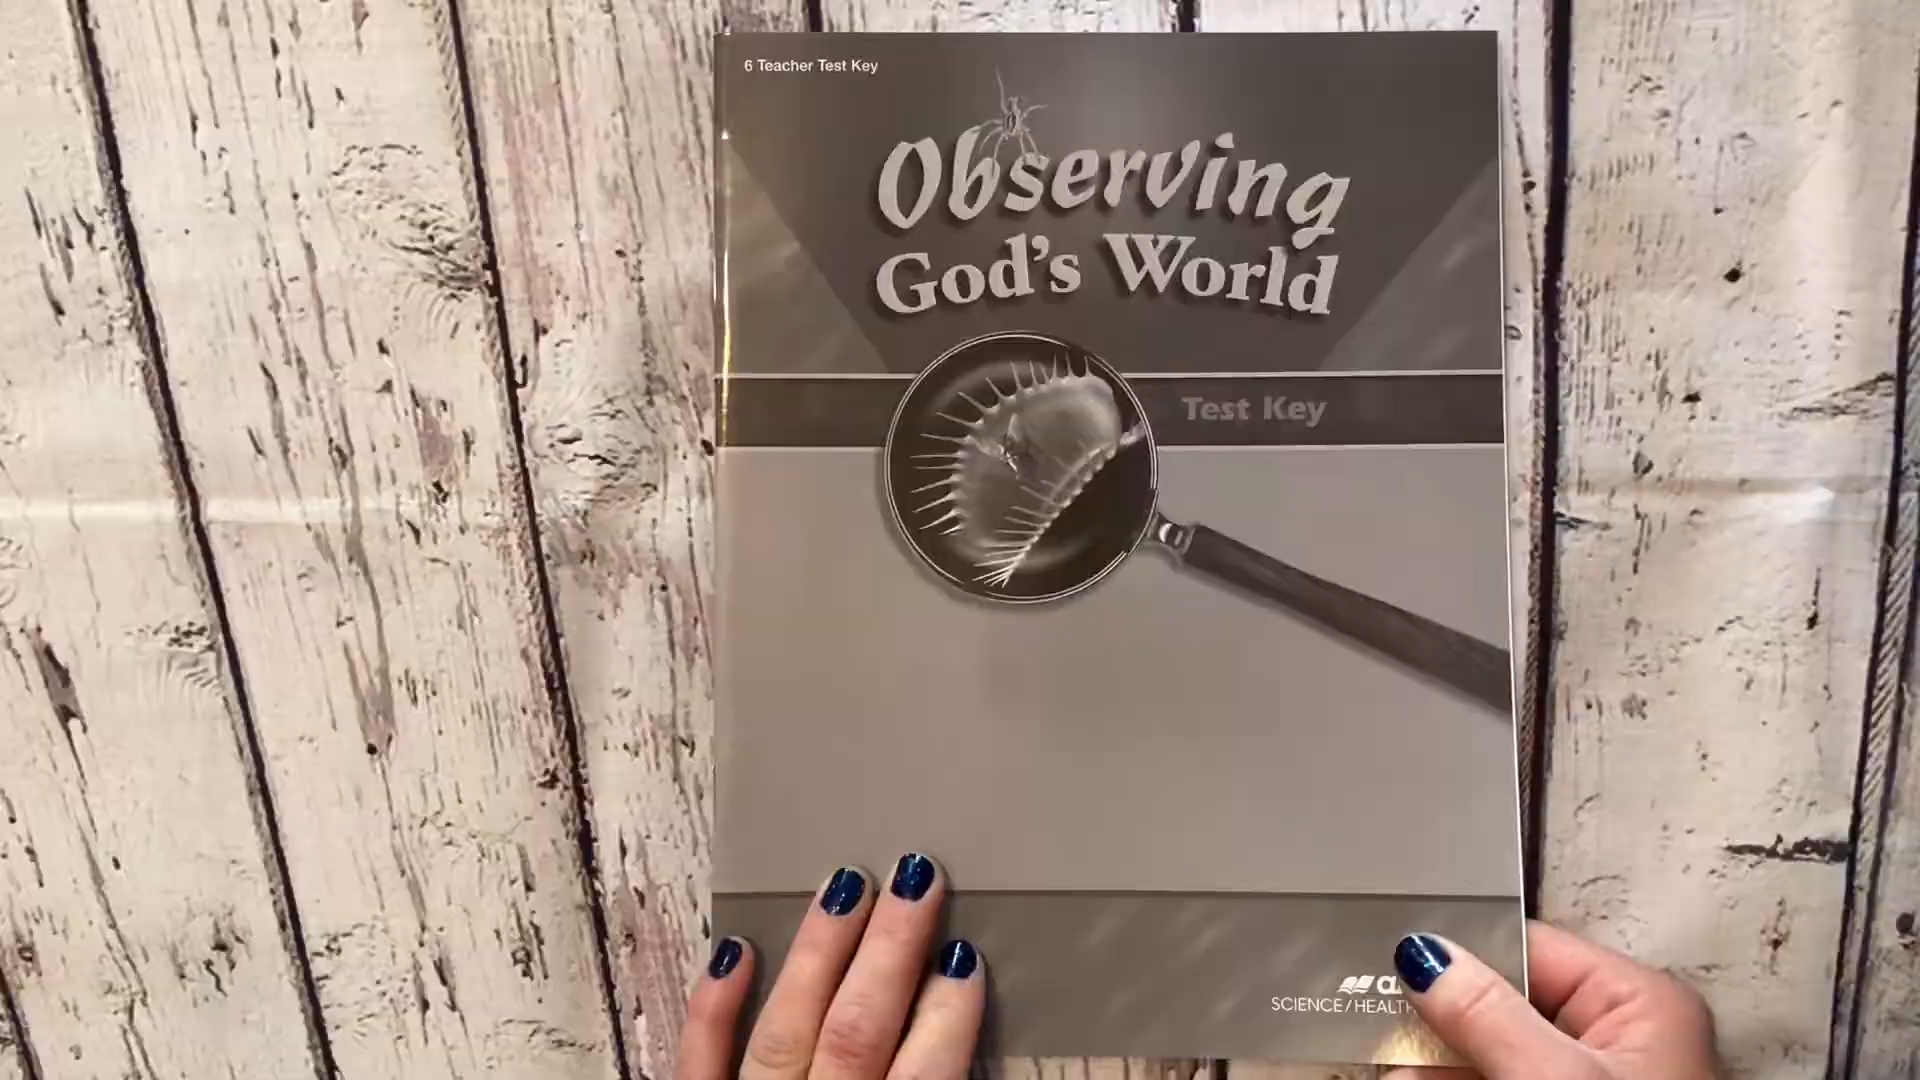 6 Teacher Test Key
Observing
God's World
Test Key
SCIENCE/HEALTH